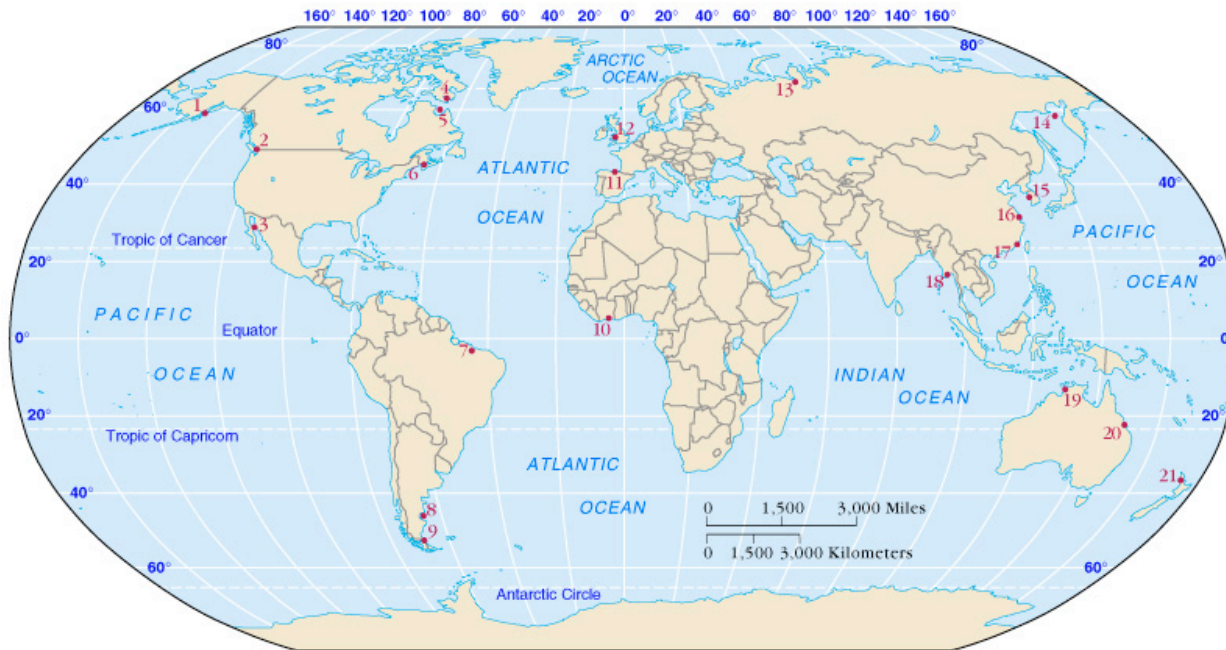 160° 140° 120° 100° 80° 60° 40° 20° 0° 20° 40° 60° 80° 100° 120° 140° 160°
80° 80°
ARCTIC
OCEAN
13
4
60° 1 60°
5
12 14
2
ATLANTIC
6
11
40° 40°
15
OCEAN 16
3 PACIFIC
Tropic of Cancer 17
20° 20°
18 OCEAN
PACIFIC
10
Equator
0° 0°
7
OCEAN INDIAN
OCEAN
19
20° 20°
Tropic of Capricorn 20
ATLANTIC
21
40° 40°
OCEAN
8 0 1,500 3,000 Miles
9
0 1,500 3,000 Kilometers
60° 60°
Antarctic Circle